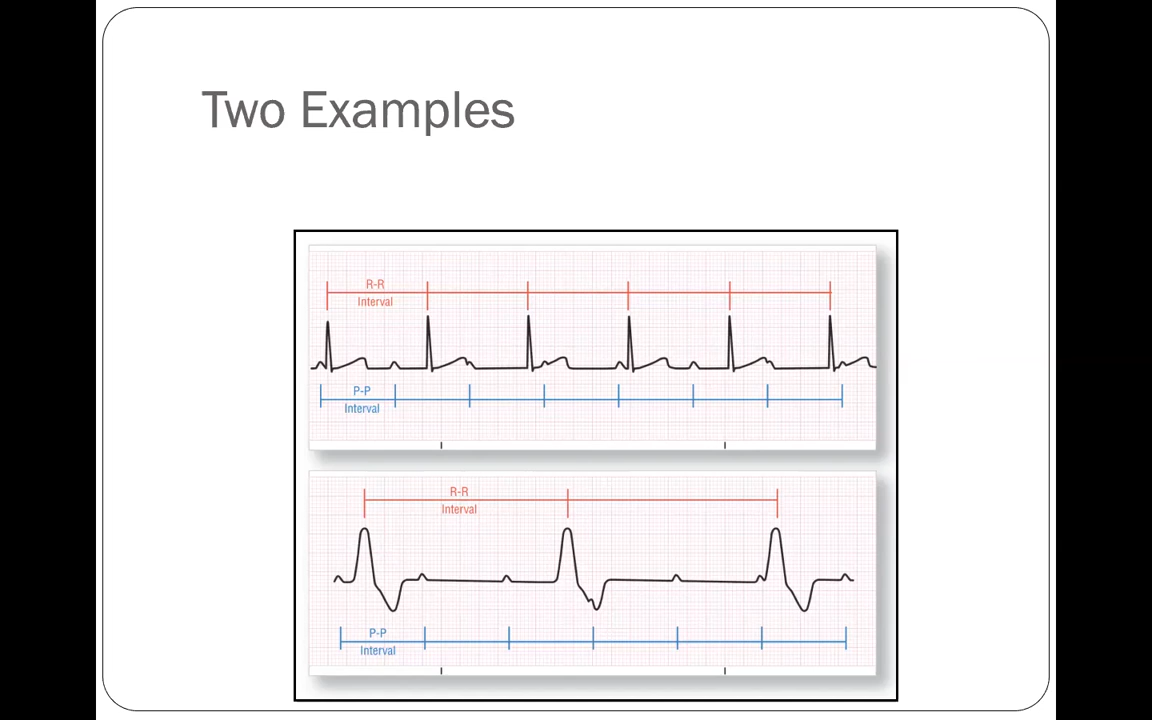 Two Examples
R-R
Interval
P-P
Interval
R-R
Interval
P-P
Interval